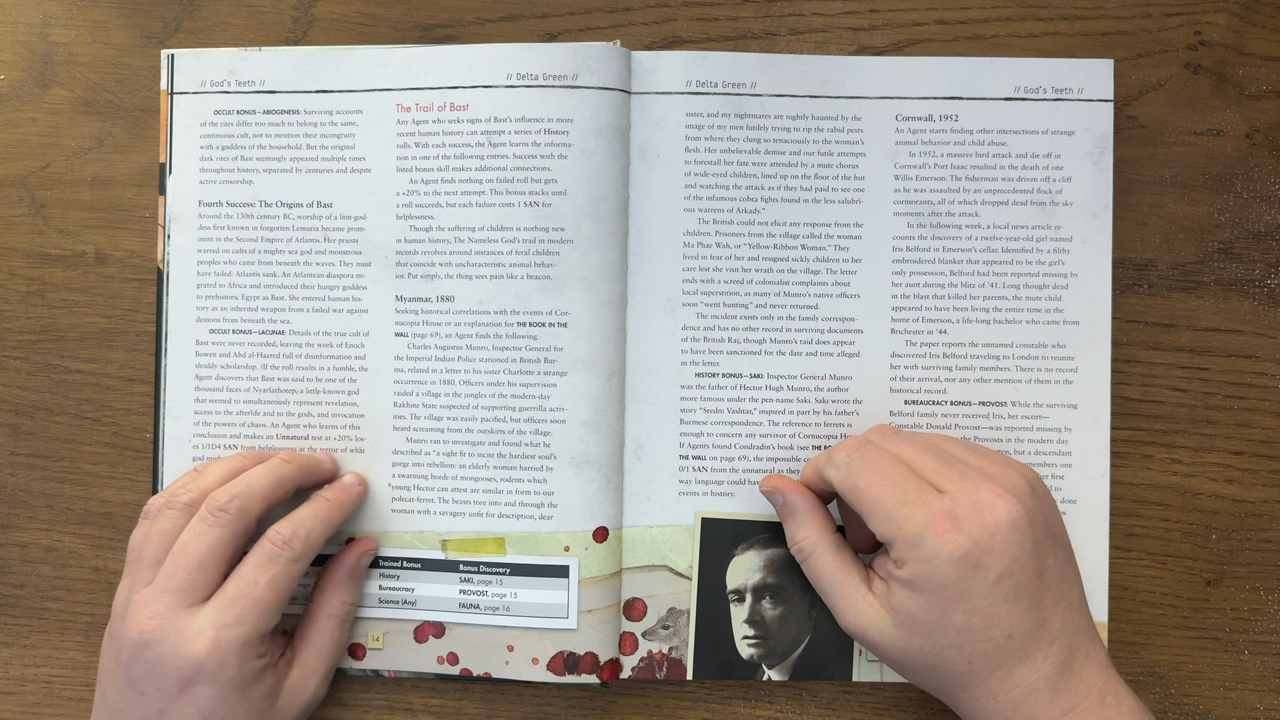 // God's Teeth //
// Delta Green //
OCCULT BONUS—ABIOGENESIS: Surviving accounts
of the rites differ too much to belong to the same,
continuous cult, not to mention their incongruity
with a goddess of the household. But the original
dark rites of Bast seemingly appeared multiple times
throughout history, separated by centuries and despite
active censorship.
Fourth Success: The Origins of Bast
Around the 130th century BC, worship of a lion-god-
dess first known in forgotten Lemuria became prom-
inent in the Second Empire of Atlantis. Her priests
warred on cults of a mighty sea god and monstrous
peoples who came from beneath the waves. They must
have failed: Atlantis sank. An Atlantean diaspora mi-
grated to Africa and introduced their hungry goddess
to prehistoric Egypt as Bast. She entered human his-
tory as an inherited weapon from a failed war against
demons from beneath the sea.
OCCULT BONUS—LACUNAE: Details of the true cult of
Bast were never recorded, leaving the work of Enoch
Bowen and Abd al-Hazred full of disinformation and
shoddy scholarship. (If the roll results in a fumble, the
Agent discovers that Bast was said to be one of the
thousand faces of Nyarlathotep, a little-known god
that seemed to simultaneously represent revelation,
access to the afterlife and to the gods, and invocation
of the powers of chaos. An Agent who learns of this
conclusion and makes an Unnatural test at +20% los-
es 1/1D4 SAN from helplessness at the terror of what
The Trail of Bast
Any Agent who seeks signs of Bast's influence in more
recent human history can attempt a series of History
rolls. With each success, the Agent learns the informa-
tion in one of the following entries. Success with the
listed bonus skill makes additional connections.
An Agent finds nothing on failed roll but gets
a +20% to the next attempt. This bonus stacks until
a roll succeeds, but each failure costs 1 SAN for
helplessness.
Though the suffering of children is nothing new
in human history, The Nameless God's trail in modern
records revolves around instances of feral children
that coincide with uncharacteristic animal behav-
ior. Put simply, the thing sees pain like a beacon.
Myanmar, 1880
Seeking historical correlations with the events of Cor-
nucopia House or an explanation for THE BOOK IN THE
WALL (page 69), an Agent finds the following.
Charles Augustus Munro, Inspector General for
the Imperial Indian Police stationed in British Bur-
ma, related in a letter to his sister Charlotte a strange
occurrence in 1880. Officers under his supervision
raided a village in the jungles of the modern-day
Rakhine State suspected of supporting guerrilla activ-
ities. The village was easily pacified, but officers soon
heard screaming from the outskirts of the village.
Munro ran to investigate and found what he
described as "a sight fit to incite the hardiest soul's
gorge into rebellion: an elderly woman harried by
a swarming horde of mongooses, rodents which
young Hector can attest are similar in form to our
polecat-ferret. The beasts tore into and through the
woman with a savagery unfit for description, dear
Trained Bonus
Bonus Discovery
History
SAKI, page 15
Bureaucracy
PROVOST, page 15
Science (Any)
FAUNA, page 16
14
// Delta Green //
// God's Teeth //
sister, and my nightmares are nightly haunted by the
image of my men futilely trying to rip the rabid pests
from where they clung so tenaciously to the woman's
flesh. Her unbelievable demise and our futile attempts
to forestall her fate were attended by a mute chorus
of wide-eyed children, lined up on the floor of the hut
and watching the attack as if they had paid to see one
of the infamous cobra fights found in the less salubri-
ous warrens of Arkady."
The British could not elicit any response from the
children. Prisoners from the village called the woman
Ma Phae Wah, or "Yellow-Ribbon Woman." They
lived in fear of her and resigned sickly children to her
care lest she visit her wrath on the village. The letter
ends with a screed of colonialist complaints about
local superstition, as many of Munro's native officers
soon "went hunting" and never returned.
The incident exists only in the family correspon-
dence and has no other record in surviving documents
of the British Raj, though Munro's raid does appear
to have been sanctioned for the date and time alleged
in the letter.
HISTORY BONUS—SAKI: Inspector General Munro
was the father of Hector Hugh Munro, the author
more famous under the pen-name Saki. Saki wrote the
story "Sredni Vashtar," inspired in part by his father's
Burmese correspondence. The reference to ferrets is
enough to concern any survivor of Cornucopia
If Agents found Condradin's book (see THE
THE WALL on page 69), the impossible
0/1 SAN from the unnatural as they
way language could
events in history.
Cornwall, 1952
An Agent starts finding other intersections of strange
animal behavior and child abuse.
In 1952, a massive bird attack and die off in
Cornwall's Port Isaac resulted in the death of one
Willis Emerson. The fisherman was driven off a cliff
as he was assaulted by an unprecedented flock of
cormorants, all of which dropped dead from the sky
moments after the attack.
In the following week, a local news article re-
counts the discovery of a twelve-year-old girl named
Iris Belford in Emerson's cellar. Identified by a filthy
embroidered blanket that appeared to be the girl's
only possession, Belford had been reported missing by
her aunt during the blitz of '41. Long thought dead
in the blast that killed her parents, the mute child
appeared to have been living the entire time in the
home of Emerson, a life-long bachelor who came from
Brichester in '44.
The paper reports the unnamed constable who
discovered Iris Belford traveling to London to reunite
her with surviving family members. There is no record
of their arrival, nor any other mention of them in the
historical record.
BUREAUCRACY BONUS—PROVOST: While the surviving
Belford family never received Iris, her escort—
Constable Donald Provost—was reported missing by
the Provosts in the modern day
but a descendant
members one
first
to
done